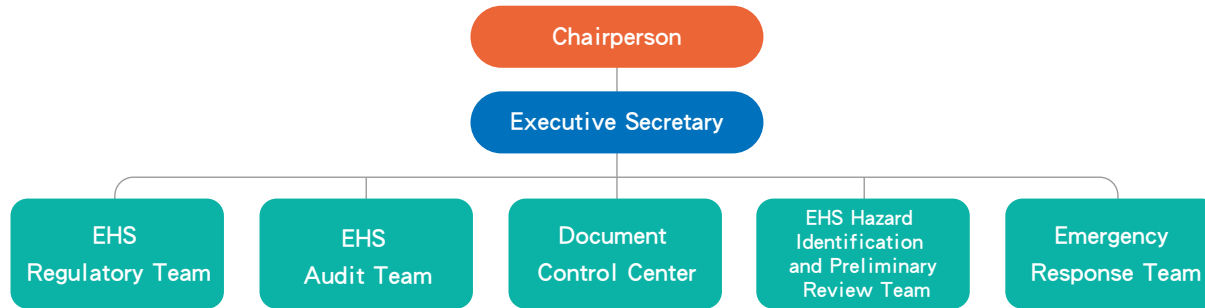 Chairperson
Executive Secretary
EHS
Regulatory Team
EHS
Audit Team
Document
Control Center
EHS Hazard
Identification
and Preliminary
Review Team
Emergency
Response Team